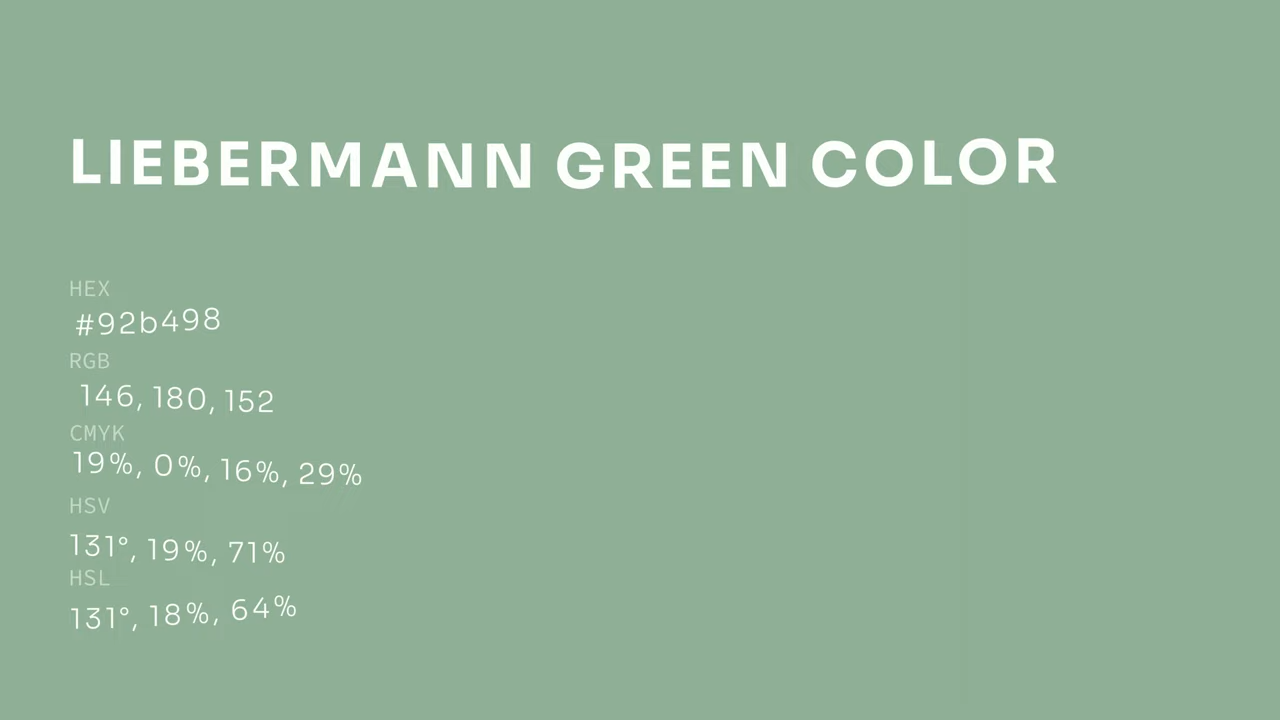 LIEBERMANN GREEN COLOR
HEX
#92b498
RGB
146, 180, 152
CMYK
19%, 0%, 16%, 29%
HSV
131°, 19%, 71%
HSL
131°, 18%, 64%